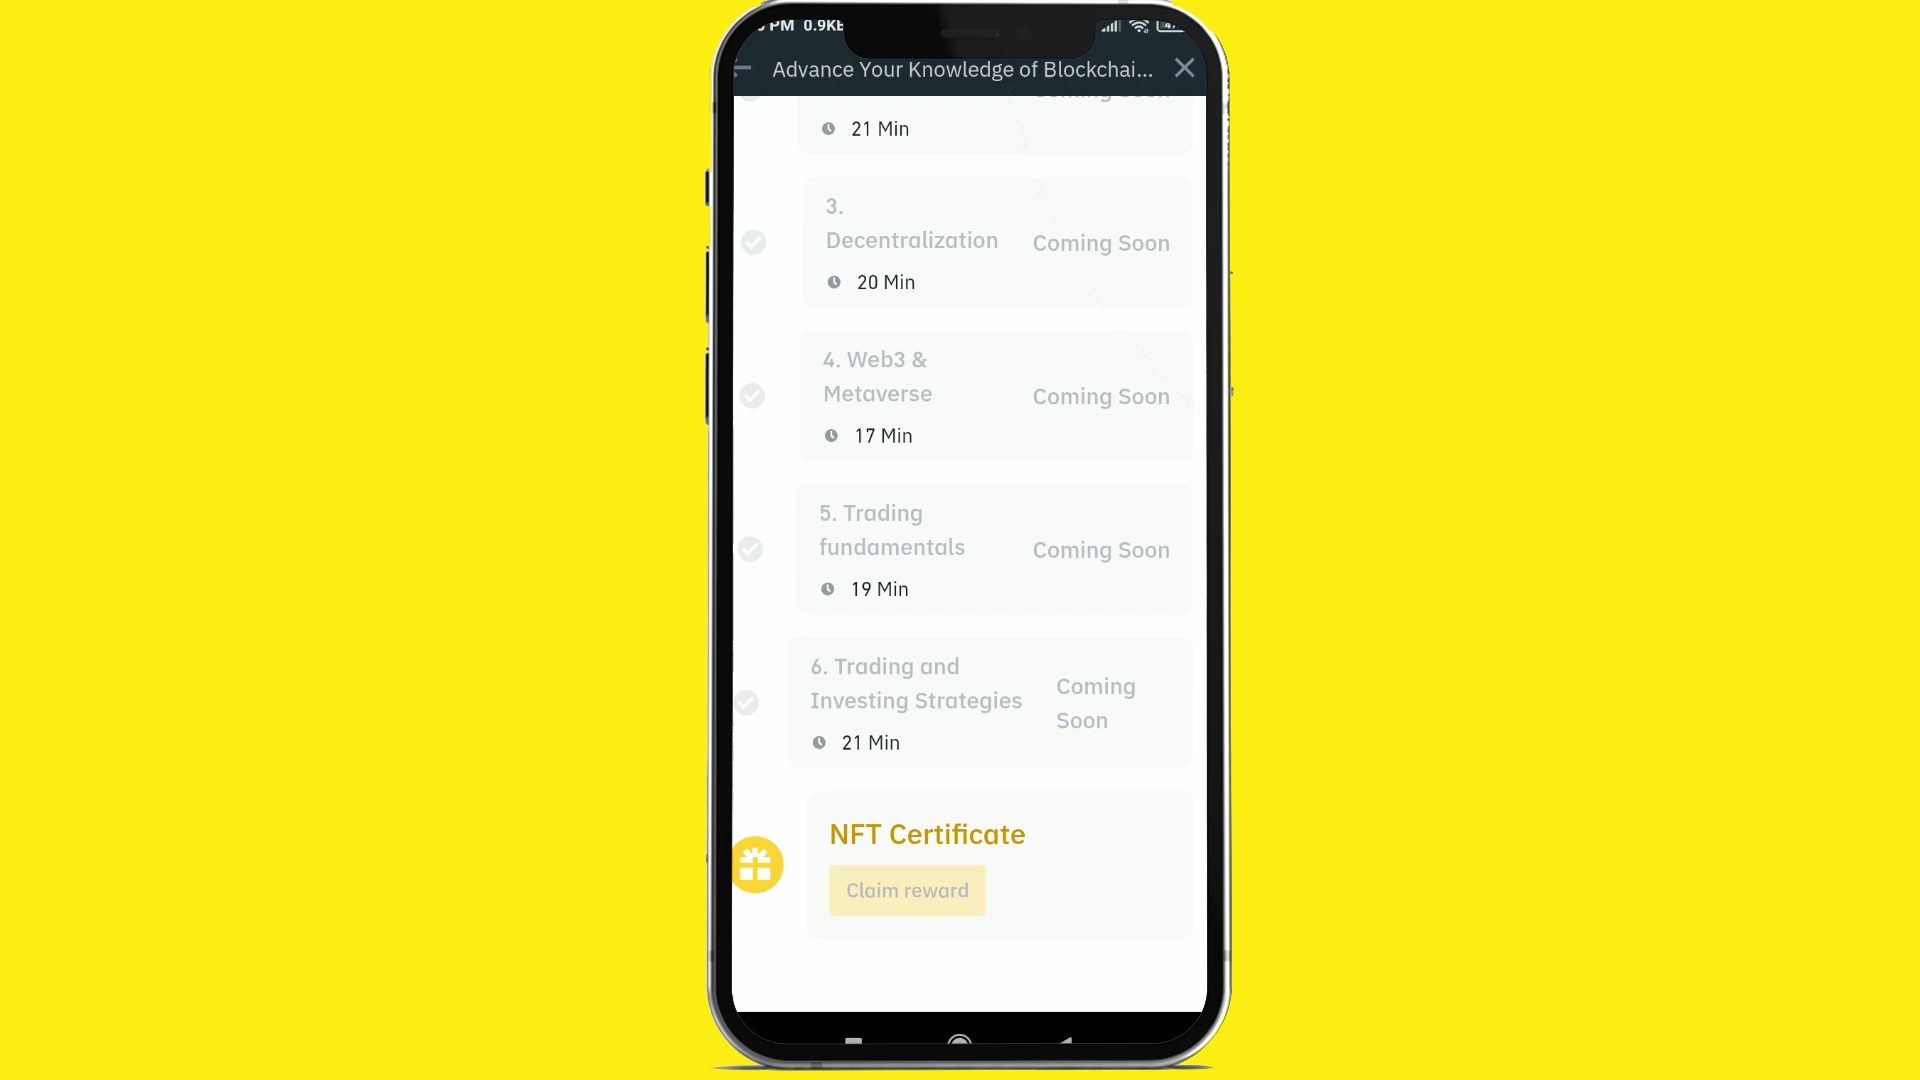 PM 0.9KB
Advance Your Knowledge of Blockchai...
Coming Soon
21 Min
3.
Decentralization
Coming Soon
20 Min
4. Web3 &
Metaverse
Coming Soon
17 Min
5. Trading
fundamentals
Coming Soon
19 Min
6. Trading and
Investing Strategies
Coming
Soon
21 Min
NFT Certificate
Claim reward